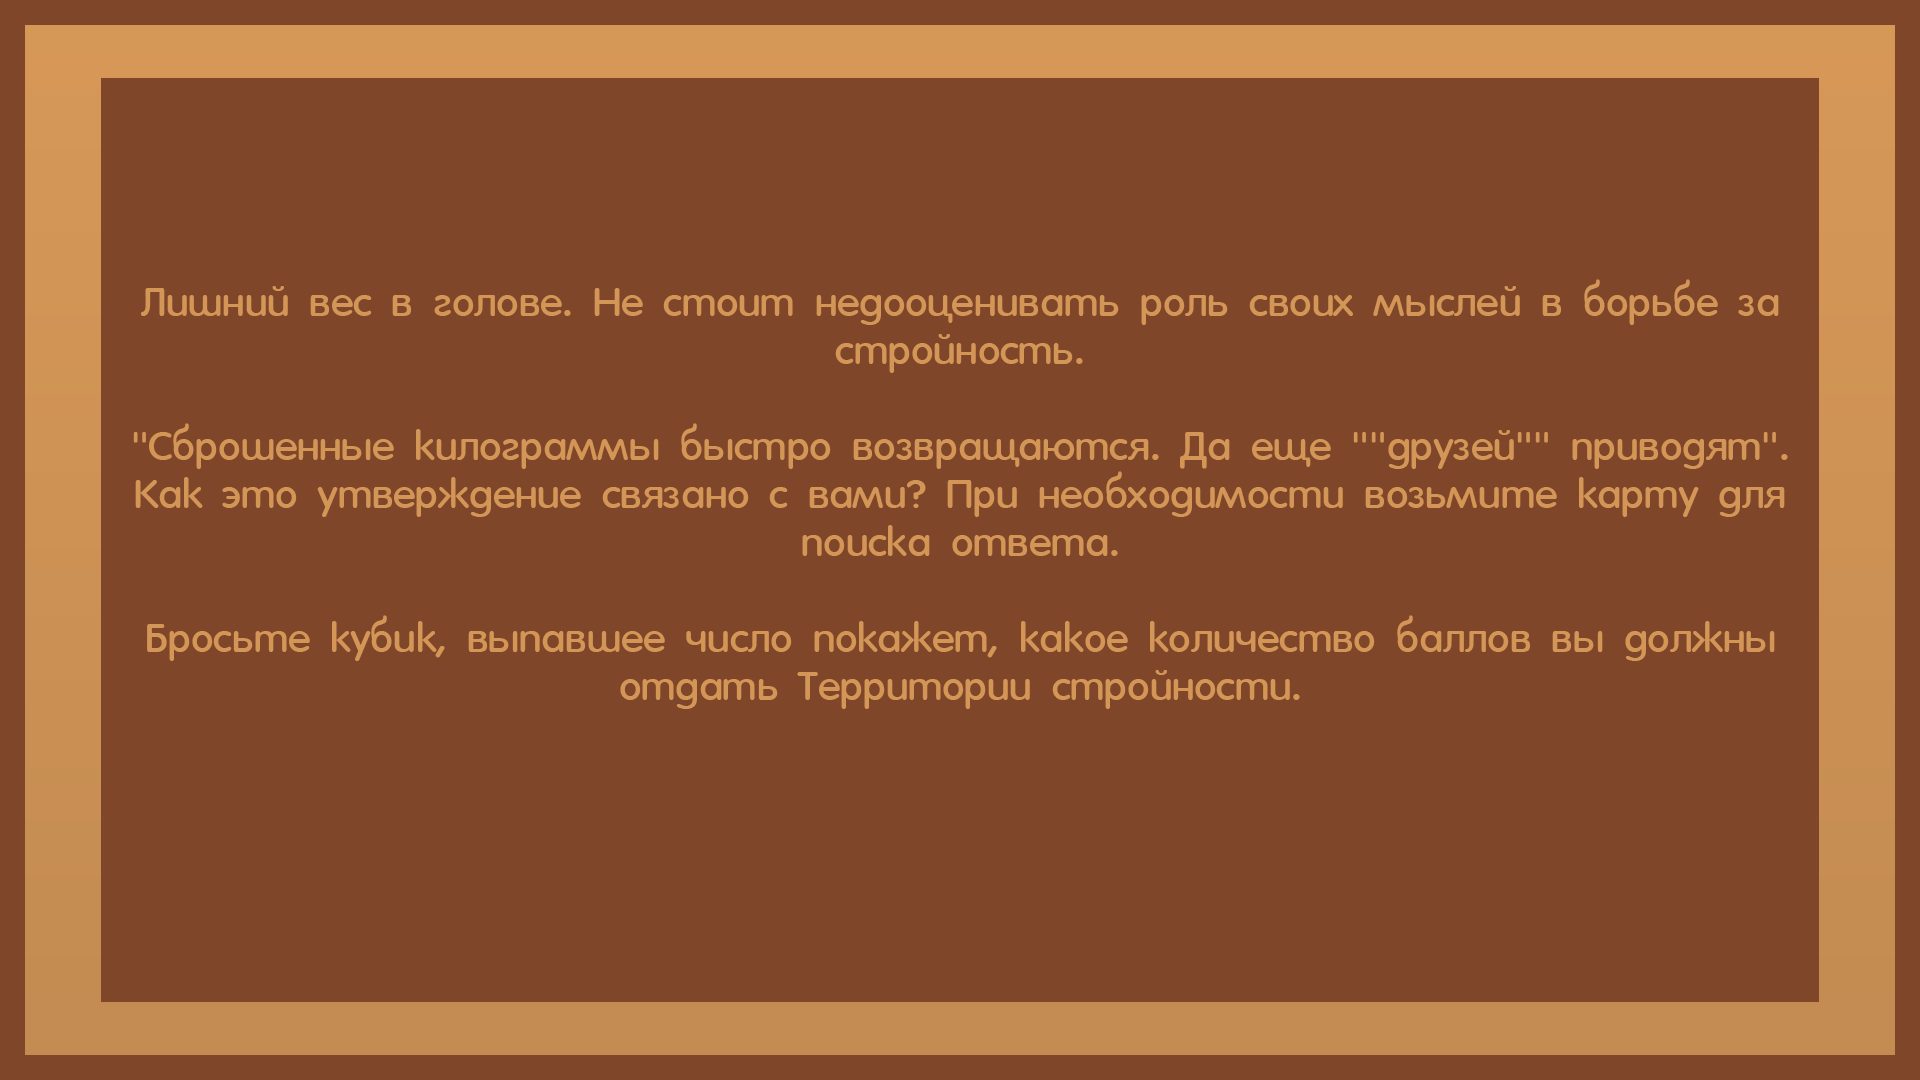 Лишний вес в голове. Не стоит недооценивать роль своих мыслей в борьбе за
стройность.
"Сброшенные килограммы быстро возвращаются. Да еще ""друзей"" приводят".
Как это утверждение связано с вами? При необходимости возьмите карту для
поиска ответа.
Бросьте кубик, выпавшее число покажет, какое количество баллов вы должны
отдать Территории стройности.